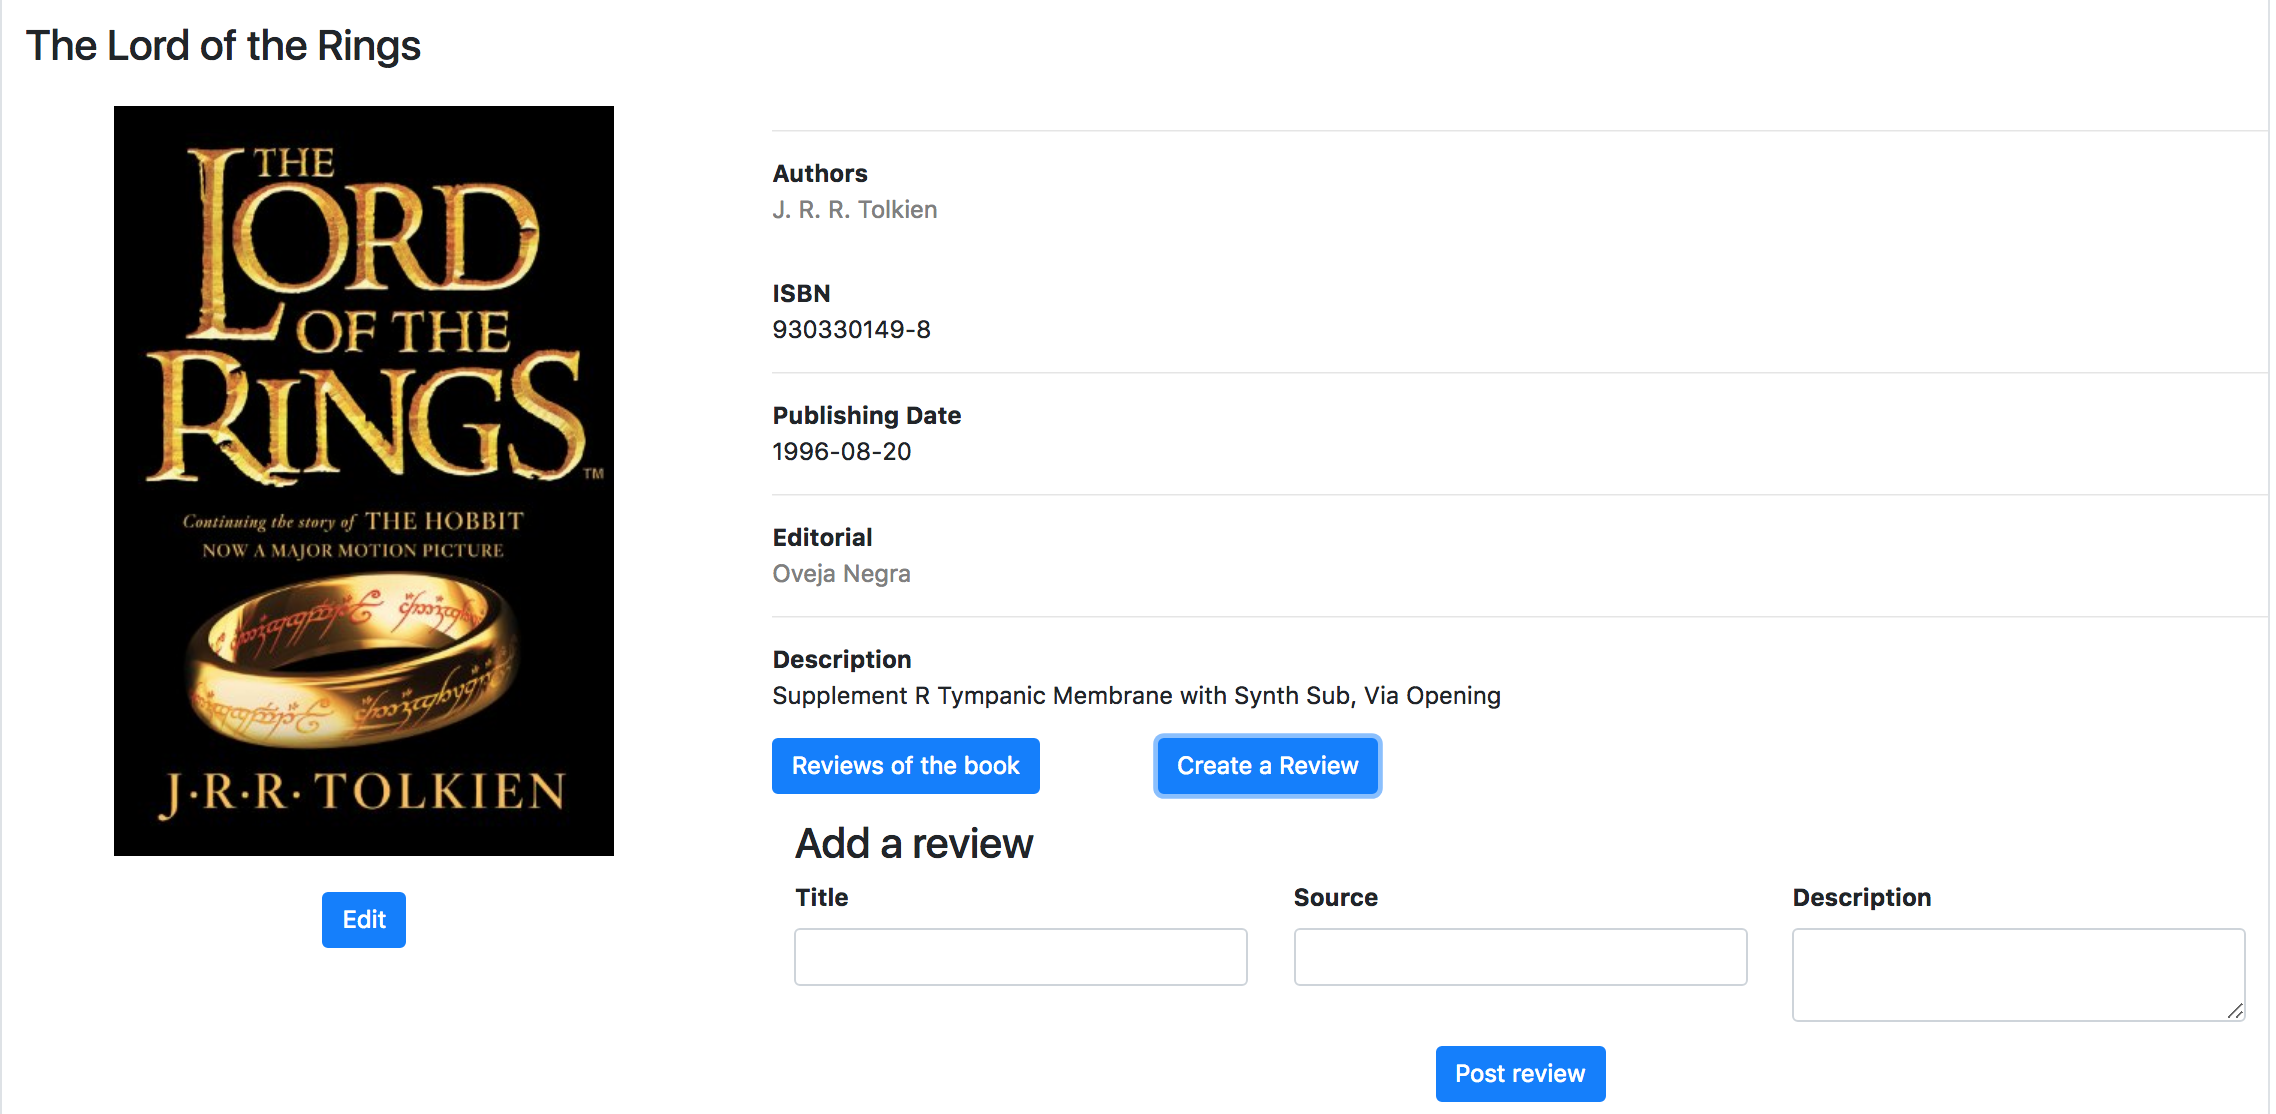 The Lord of the Rings
THE
LORD
OF THE
RINGS™
Continuing the story of THE HOBBIT
NOW A MAJOR MOTION PICTURE
J·R·R·TOLKIEN
Edit
Authors
J. R. R. Tolkien
ISBN
930330149-8
Publishing Date
1996-08-20
Editorial
Oveja Negra
Description
Supplement R Tympanic Membrane with Synth Sub, Via Opening
Reviews of the book
Create a Review
Add a review
Title
Source
Description
Post review